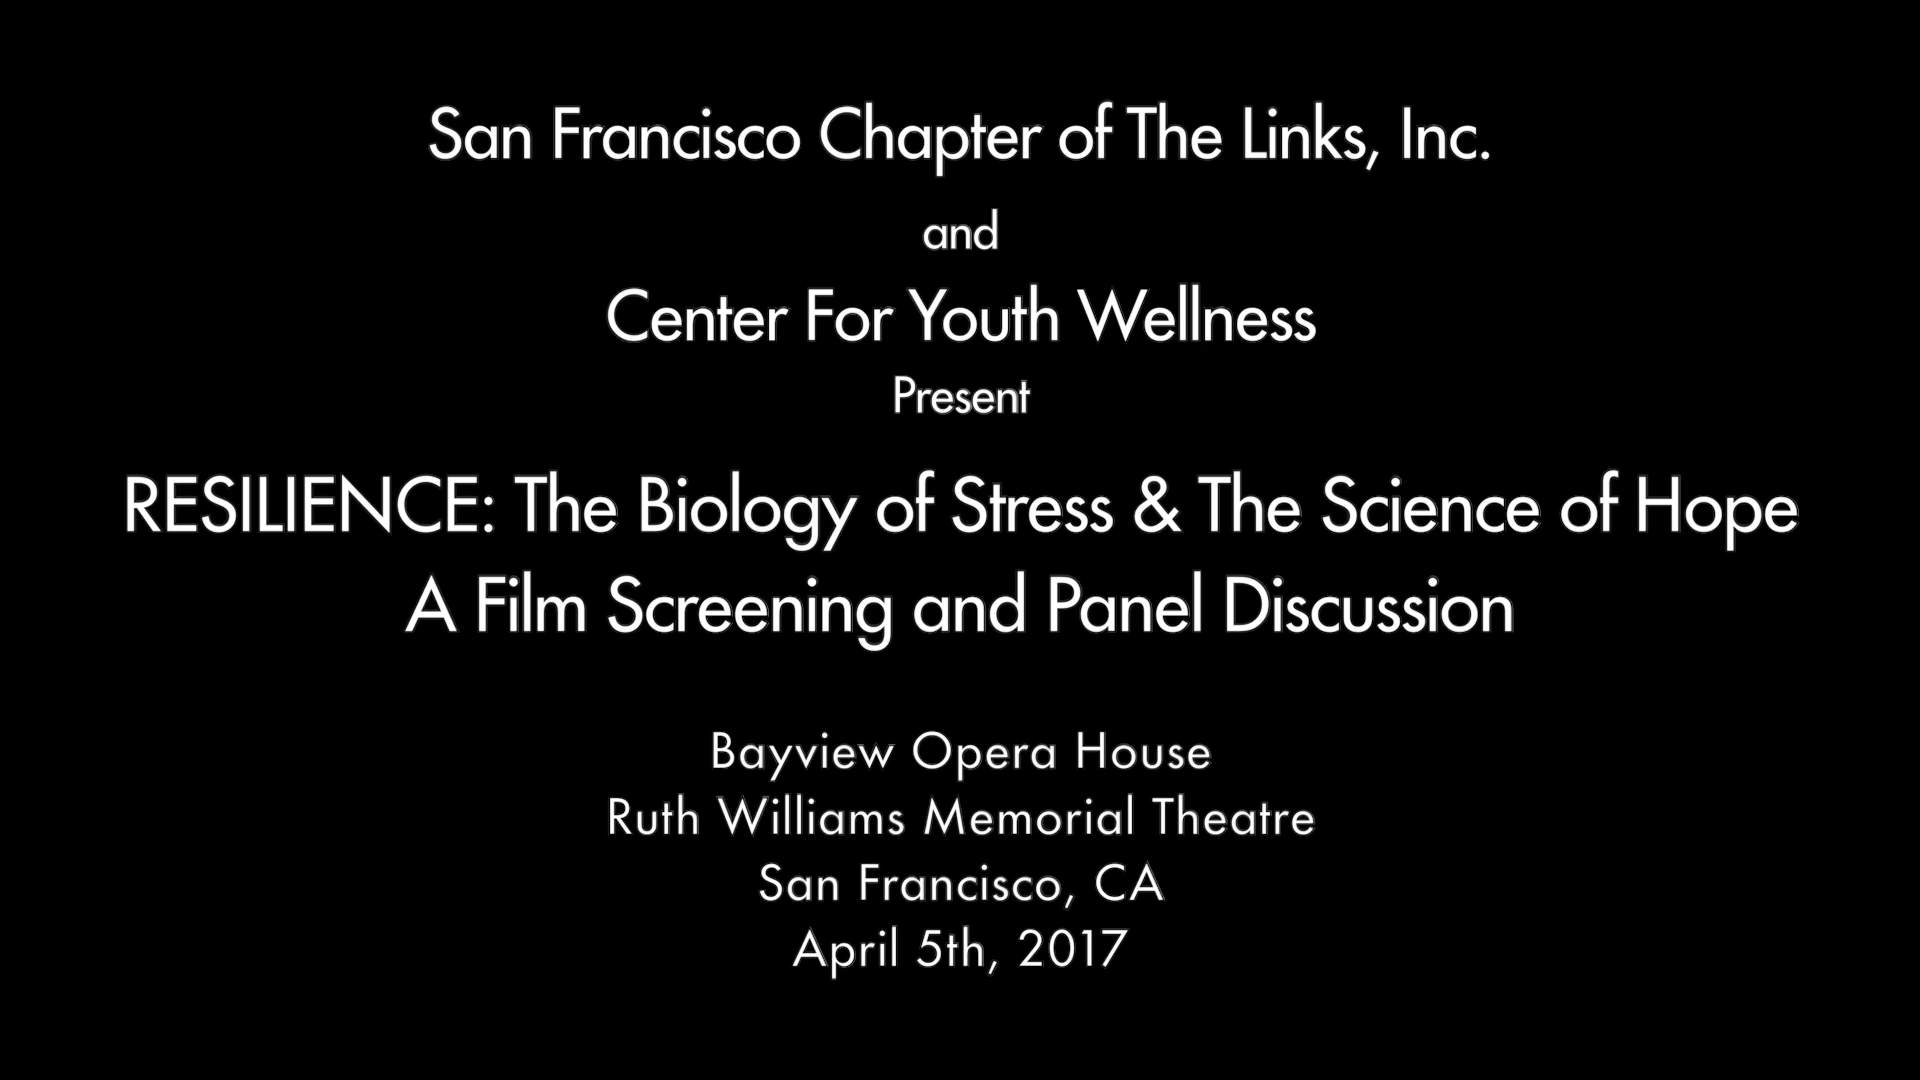 San Francisco Chapter of The Links, Inc.
and
Center For Youth Wellness
Present
RESILIENCE: The Biology of Stress & The Science of Hope
A Film Screening and Panel Discussion
Bayview Opera House
Ruth Williams Memorial Theatre
San Francisco, CA
April 5th, 2017